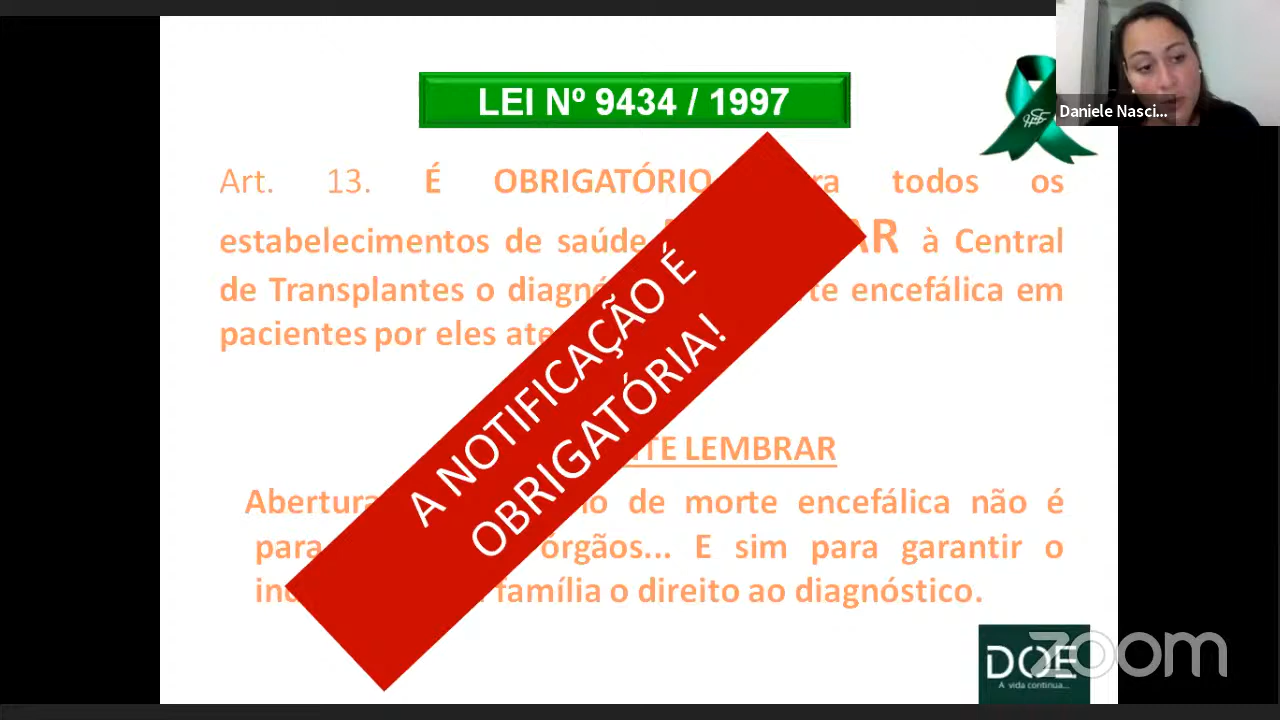 LEI Nº 9434 / 1997
Daniele Nasci...
Art. 13. É OBRIGATÓRIO ra todos os
estabelecimentos de saúde AR à Central
de Transplantes o diagnó te encefálica em
pacientes por eles ate
A NOTIFICAÇÃO É
OBRIGATÓRIA!
TE LEMBRAR
Abertura o de morte encefálica não é
para órgãos... E sim para garantir o
família o direito ao diagnóstico.
DOE
A vida continua...
zoom